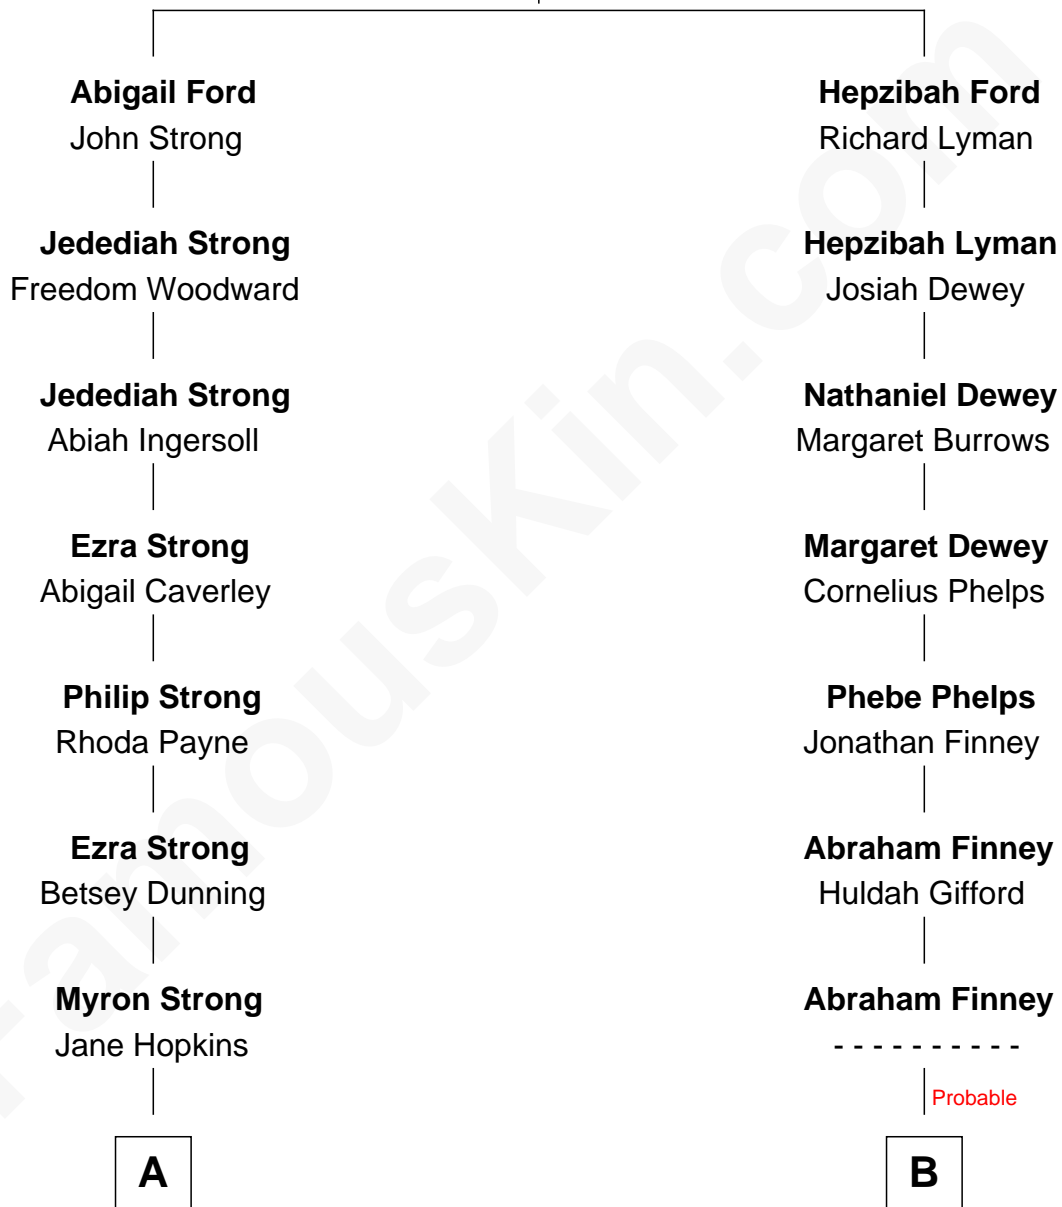 Abigail Ford
John Strong
Jedediah Strong
Freedom Woodward
Jedediah Strong
Abiah Ingersoll
Ezra Strong
Abigail Caverley
Philip Strong
Rhoda Payne
Ezra Strong
Betsey Dunning
Myron Strong
Jane Hopkins
A
Hepzibah Ford
Richard Lyman
Hepzibah Lyman
Josiah Dewey
Nathaniel Dewey
Margaret Burrows
Margaret Dewey
Cornelius Phelps
Phebe Phelps
Jonathan Finney
Abraham Finney
Huldah Gifford
Abraham Finney
- - - - - - - - - -
Probable
B
FamousKin.com